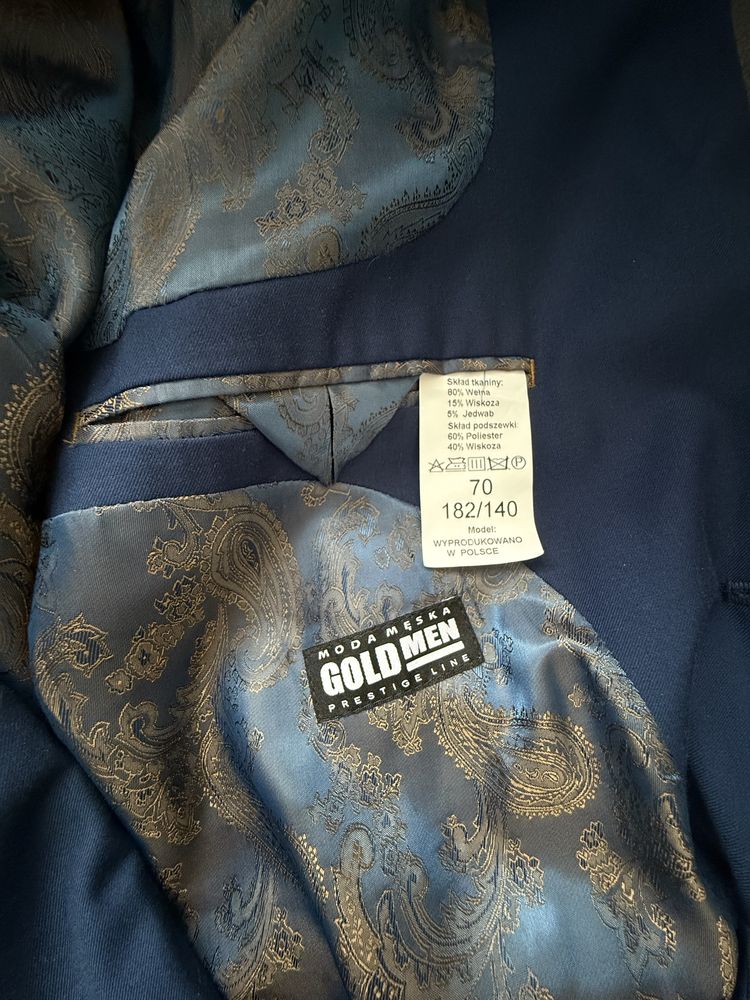 Skład tkaniny:
80% Wełna
15% Wiskoza
5% Jedwab
Skład podszewki:
60% Poliester
40% Wiskoza
P
70
182/140
Model:
WYPRODUKOWANO
W POLSCE
MODA MĘSKA
GOLD MEN
PRESTIGE LINE